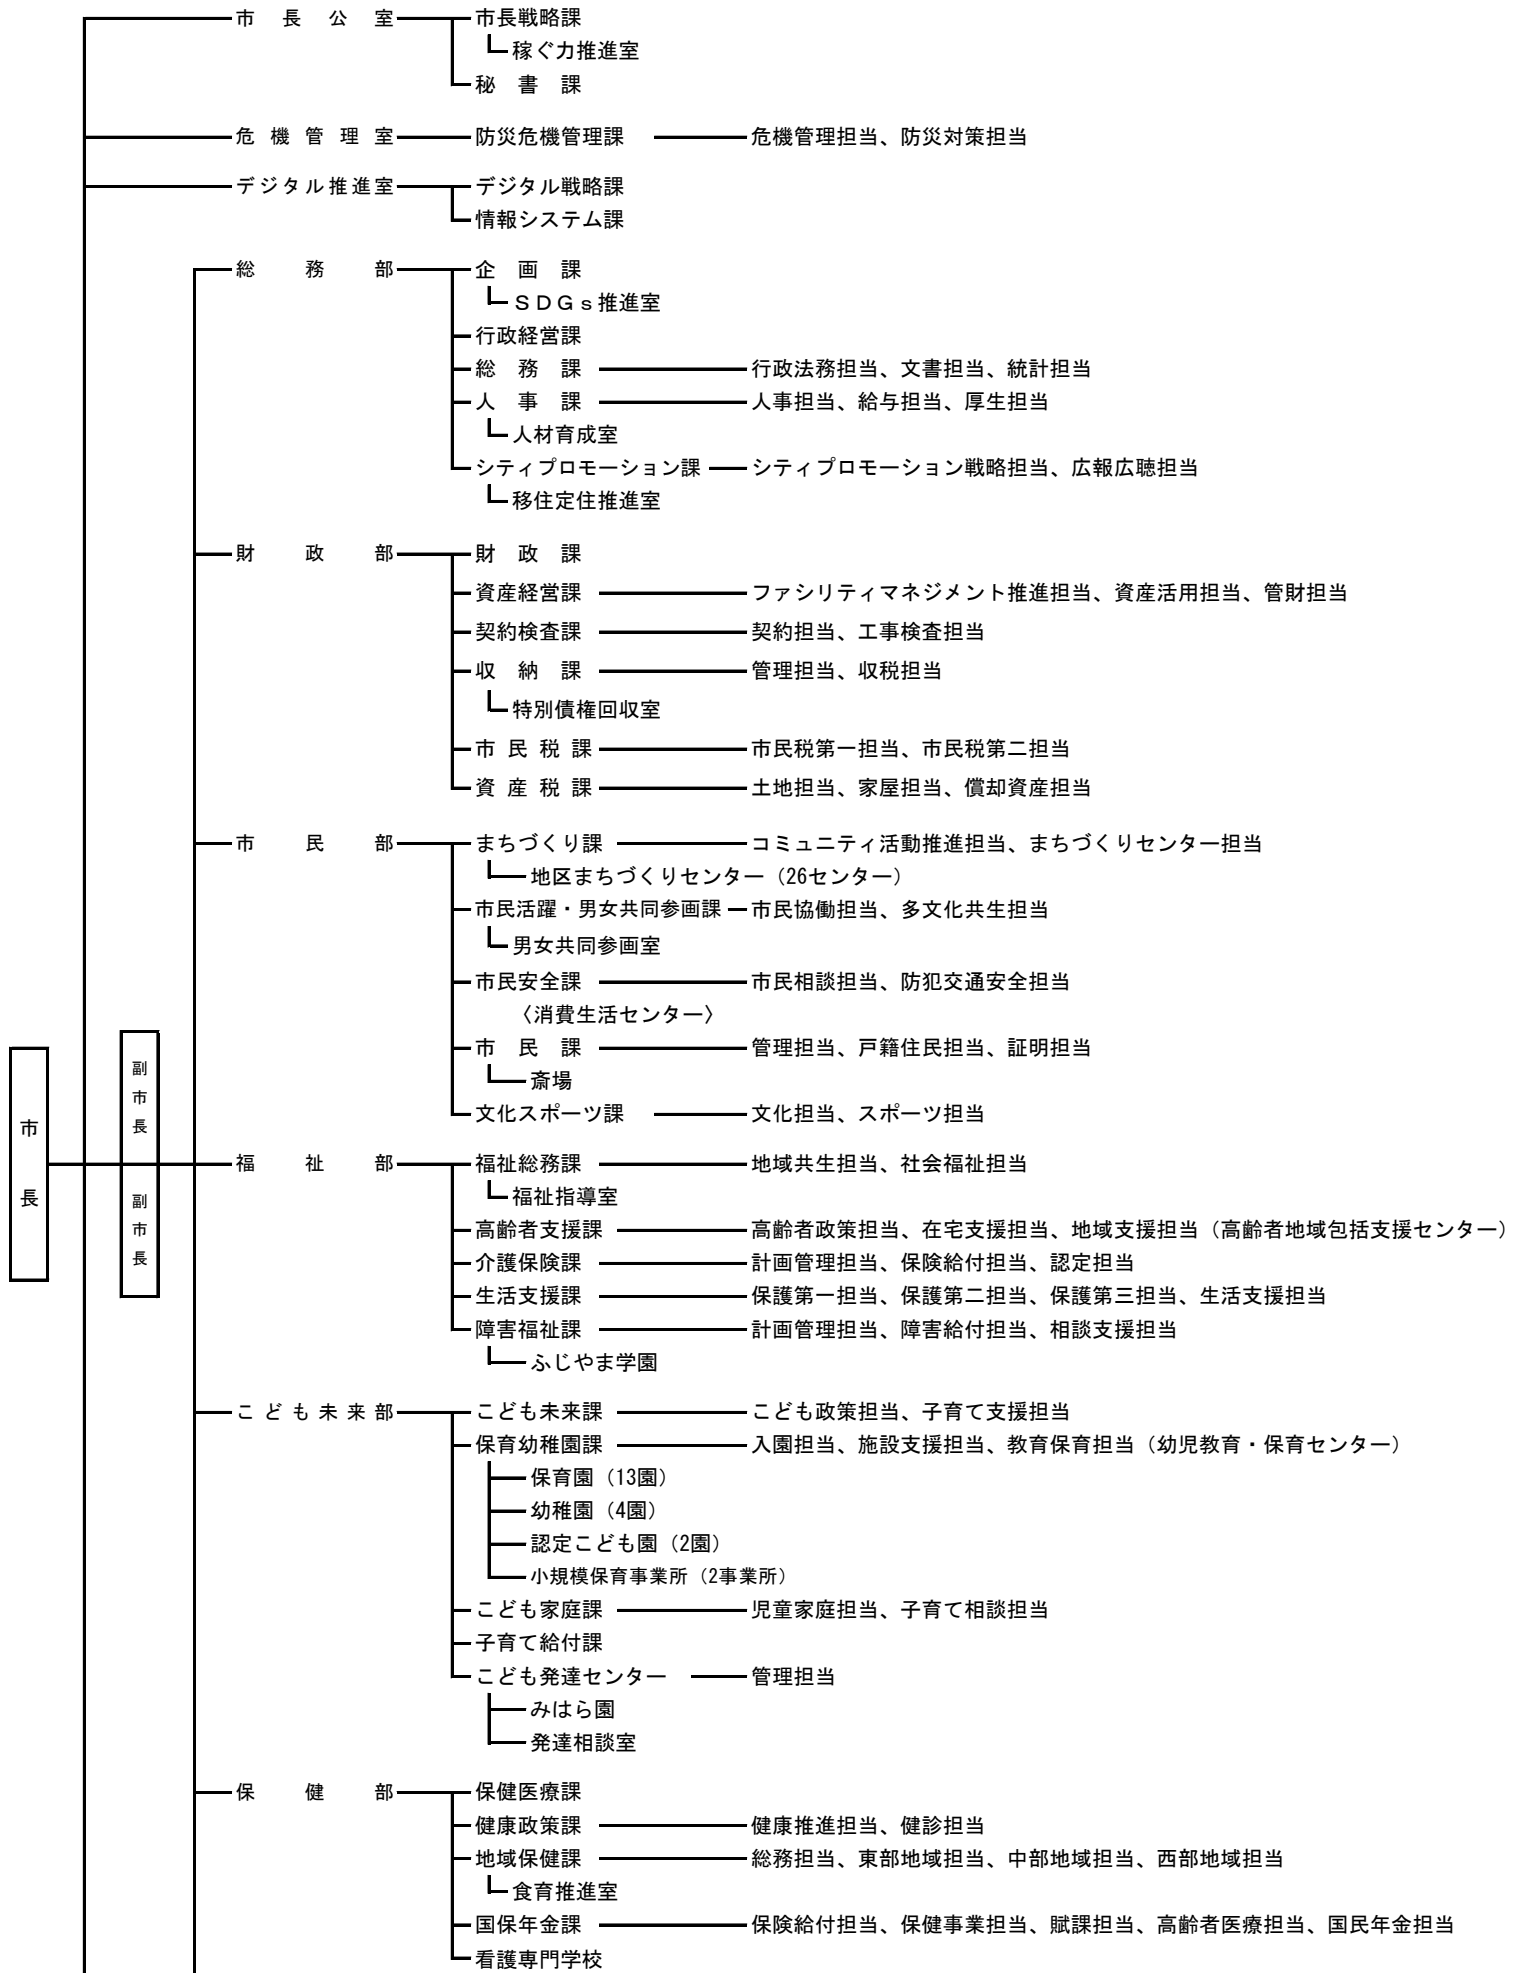 市長公室 市長戦略課
稼ぐ力推進室
秘書課
危機管理室 防災危機管理課 危機管理担当、防災対策担当
デジタル推進室 デジタル戦略課
情報システム課
総務部 企画課
ＳＤＧｓ推進室
行政経営課
総務課 行政法務担当、文書担当、統計担当
人事課 人事担当、給与担当、厚生担当
人材育成室
シティプロモーション課 シティプロモーション戦略担当、広報広聴担当
移住定住推進室
財政部 財政課
資産経営課 ファシリティマネジメント推進担当、資産活用担当、管財担当
契約検査課 契約担当、工事検査担当
収納課 管理担当、収税担当
特別債権回収室
市民税課 市民税第一担当、市民税第二担当
資産税課 土地担当、家屋担当、償却資産担当
市民部 まちづくり課 コミュニティ活動推進担当、まちづくりセンター担当
地区まちづくりセンター（26センター）
市民活躍・男女共同参画課 市民協働担当、多文化共生担当
男女共同参画室
市民安全課 市民相談担当、防犯交通安全担当
〈消費生活センター〉
市民課 管理担当、戸籍住民担当、証明担当
斎場
文化スポーツ課 文化担当、スポーツ担当
市長
副市長
副市長
福祉部 福祉総務課 地域共生担当、社会福祉担当
福祉指導室
高齢者支援課 高齢者政策担当、在宅支援担当、地域支援担当（高齢者地域包括支援センター）
介護保険課 計画管理担当、保険給付担当、認定担当
生活支援課 保護第一担当、保護第二担当、保護第三担当、生活支援担当
障害福祉課 計画管理担当、障害給付担当、相談支援担当
ふじやま学園
こども未来部 こども未来課 こども政策担当、子育て支援担当
保育幼稚園課 入園担当、施設支援担当、教育保育担当（幼児教育・保育センター）
保育園（13園）
幼稚園（4園）
認定こども園（2園）
小規模保育事業所（2事業所）
こども家庭課 児童家庭担当、子育て相談担当
子育て給付課
こども発達センター 管理担当
みはら園
発達相談室
保健部 保健医療課
健康政策課 健康推進担当、健診担当
地域保健課 総務担当、東部地域担当、中部地域担当、西部地域担当
食育推進室
国保年金課 保険給付担当、保健事業担当、賦課担当、高齢者医療担当、国民年金担当
看護専門学校